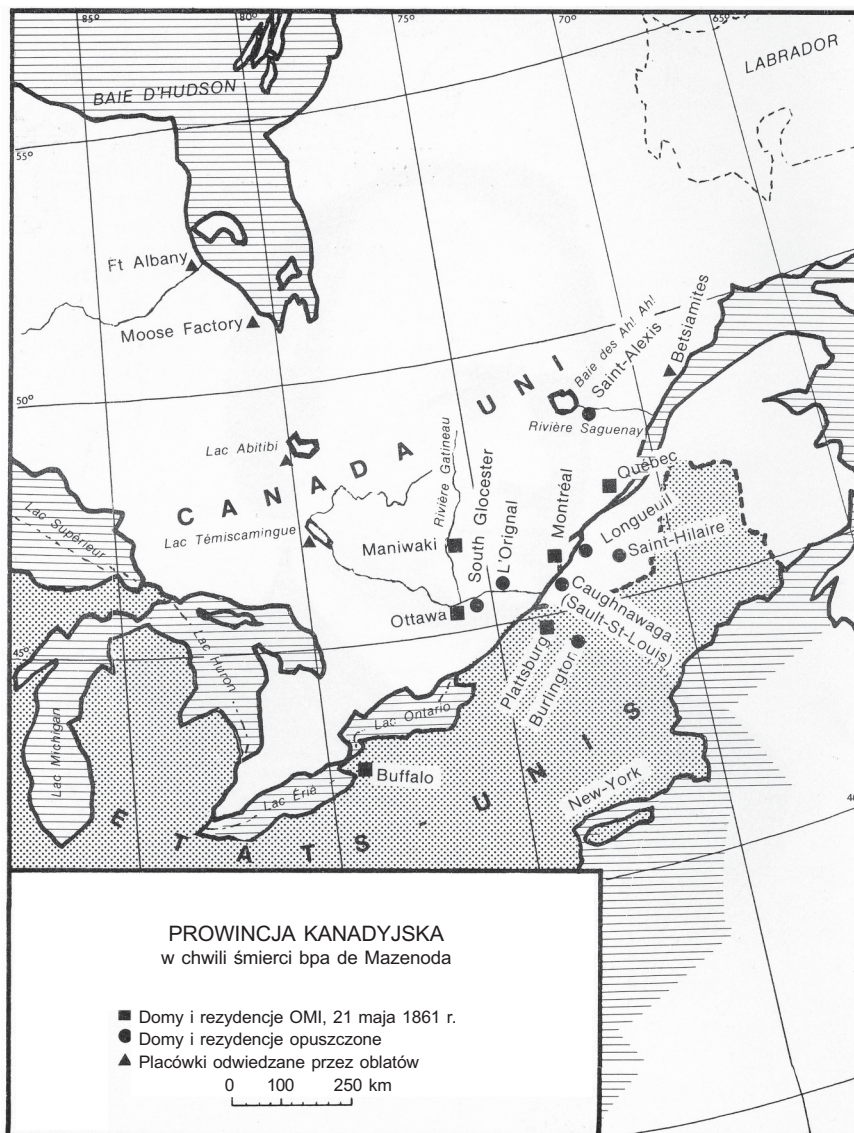 85°
80°
75°
70°
65°
LABRADOR
BAIE D'HUDSON
55°
Ft Albany
Moose Factory
Baie des Ah! Ah!
Saint-Alexis
Betsiamites
50°
Rivière Saguenay
Lac Abitibi
CANADA UNI
Rivière Gatineau
Québec
Lac Supérieur
Lac Témiscamingue
Maniwaki
South Glocester
L'Orignal
Montréal
Longueuil
Saint-Hilaire
Ottawa
Caughnawaga
(Sault-St-Louis)
Plattsburg
Burlington
45°
Lac Huron
Lac Michigan
Lac Ontario
Lac Érié
Buffalo
New-York
40
ETATS-UNIS
PROWINCJA KANADYJSKA
w chwili śmierci bpa de Mazenoda
Domy i rezydencje OMI, 21 maja 1861 r.
Domy i rezydencje opuszczone
Placówki odwiedzane przez oblatów
0 100 250 km